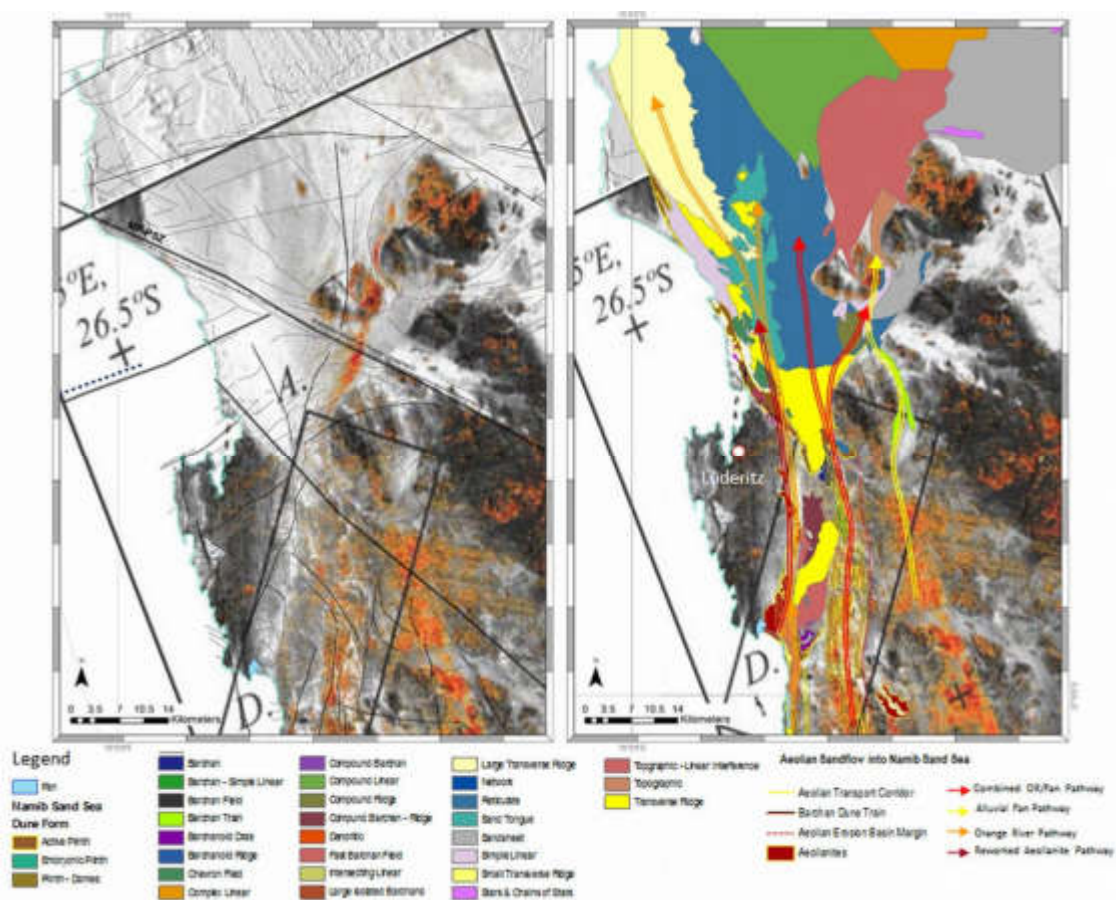 5°E,
26.5°S
A.
D.
0 3.5 7 10.5 14
Kilometers
5°E,
26.5°S
Lüderitz
D.
0 3.5 7 10.5 14
Kilometers
Legend
Pan
Namib Sand Sea
Dune Form
Active Plinth
Embryonic Plinth
Plinth - Domes
Barchan
Barchan - Simple Linear
Barchan Field
Barchan Train
Barchanoid Ridge
Chevron Field
Complex Linear
Compound Barchan
Compound Linear
Compound Ridge
Compound Barchan - Ridge
Dendritic
Fast Barchan Field
Intersecting Linear
Large Isolated Barchans
Large Transverse Ridge
Network
Reticulate
Sand Tongue
Sandsheet
Simple Linear
Small Transverse Ridge
Stars & Chains of Stars
Topographic - Linear Interference
Topographic
Transverse Ridge
Aeolian Sandflow into Namib Sand Sea
Aeolian Transport Corridor
Barchan Dune Train
Aeolian Erosion Basin Margin
Aeolianites
Combined OR/Fan Pathway
Alluvial Fan Pathway
Orange River Pathway
Reworked Aeolianite Pathway